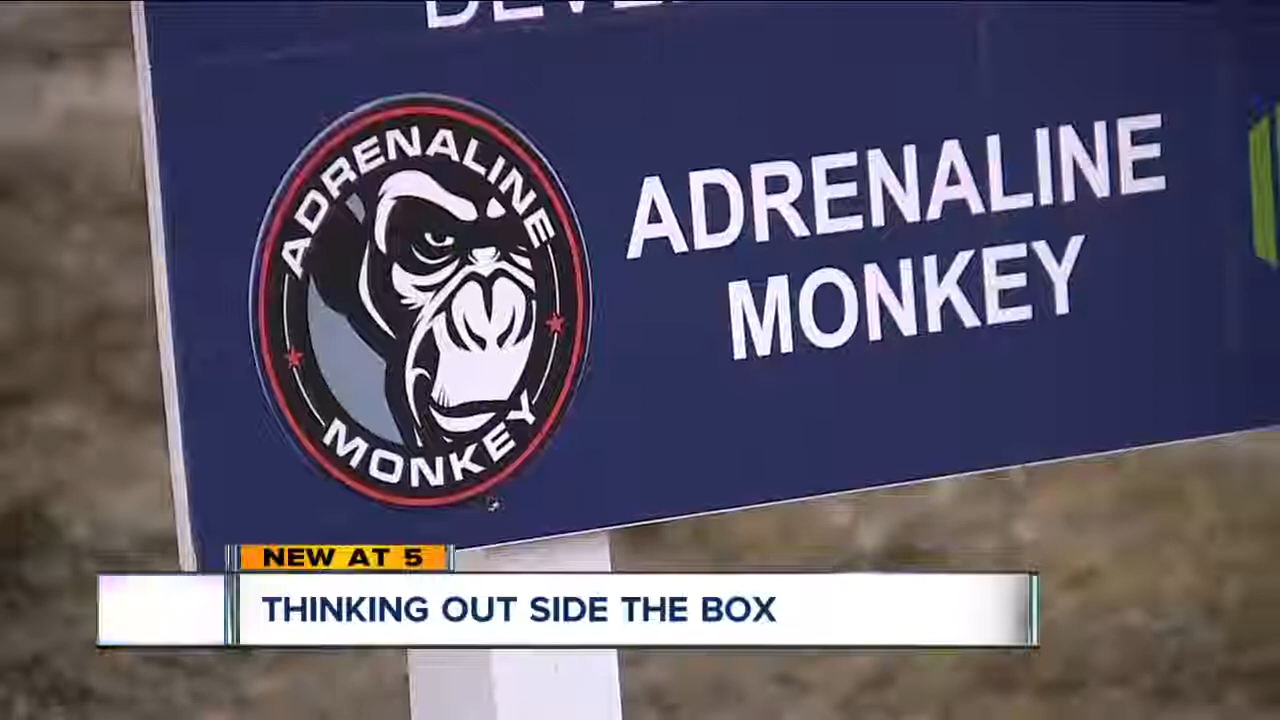 ADRENALINE
MONKEY
ADRENALINE
MONKEY
NEW AT 5
THINKING OUT SIDE THE BOX